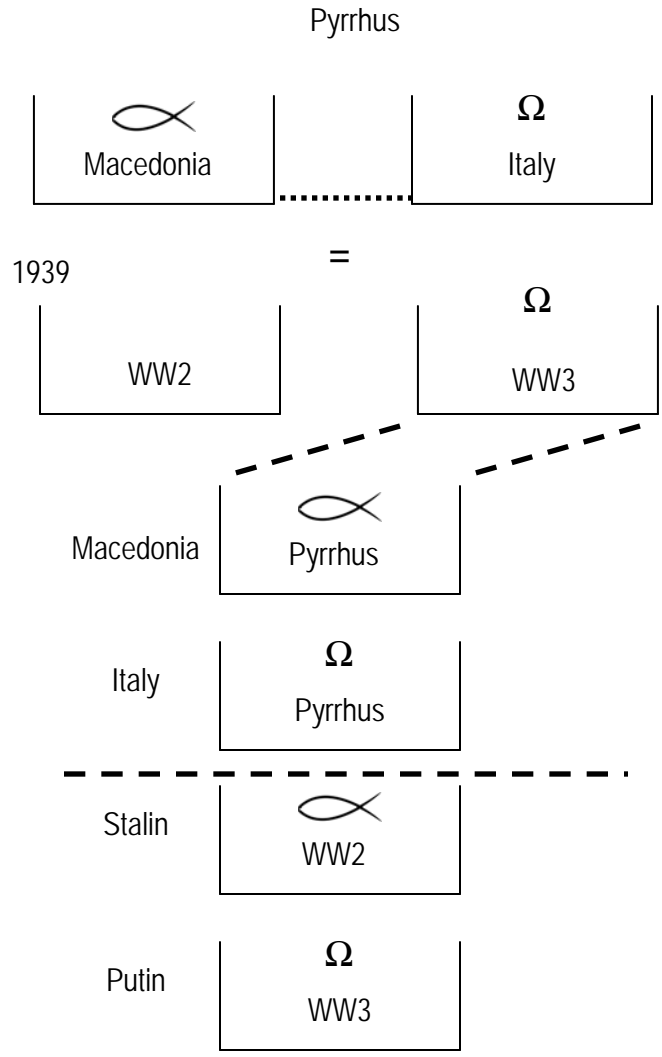 Pyrrhus
Ω
Macedonia Italy
=
1939
Ω
WW2 WW3
Macedonia Pyrrhus
Ω
Italy
Pyrrhus
Stalin
WW2
Ω
Putin
WW3